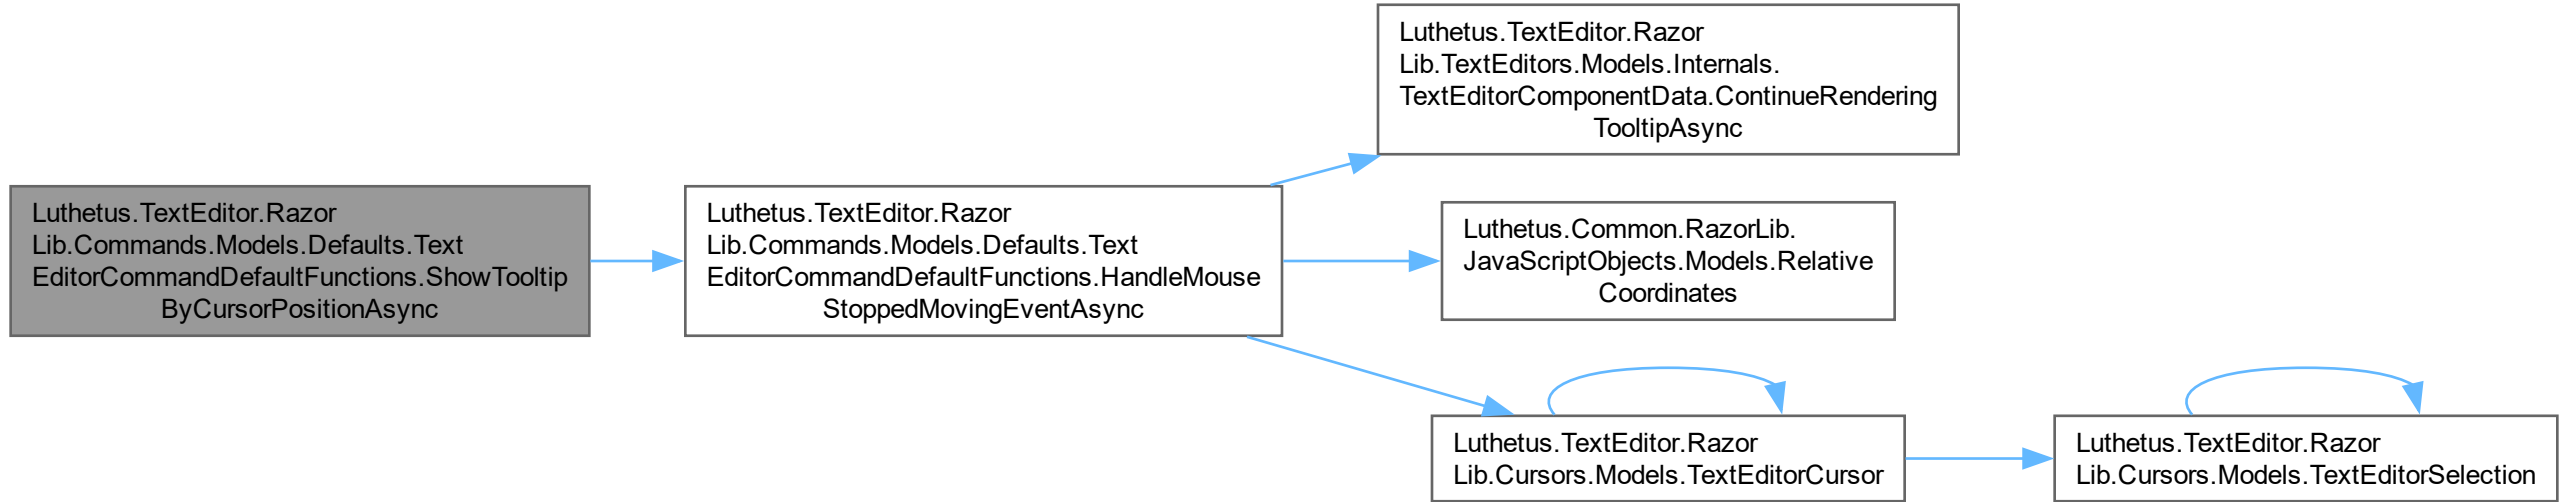 Luthetus.TextEditor.Razor
Lib.Commands.Models.Defaults.Text
EditorCommandDefaultFunctions.ShowTooltip
ByCursorPositionAsync
Luthetus.TextEditor.Razor
Lib.Commands.Models.Defaults.Text
EditorCommandDefaultFunctions.HandleMouse
StoppedMovingEventAsync
Luthetus.TextEditor.Razor
Lib.TextEditors.Models.Internals.
TextEditorComponentData.ContinueRendering
TooltipAsync
Luthetus.Common.RazorLib.
JavaScriptObjects.Models.Relative
Coordinates
Luthetus.TextEditor.Razor
Lib.Cursors.Models.TextEditorCursor
Luthetus.TextEditor.Razor
Lib.Cursors.Models.TextEditorSelection